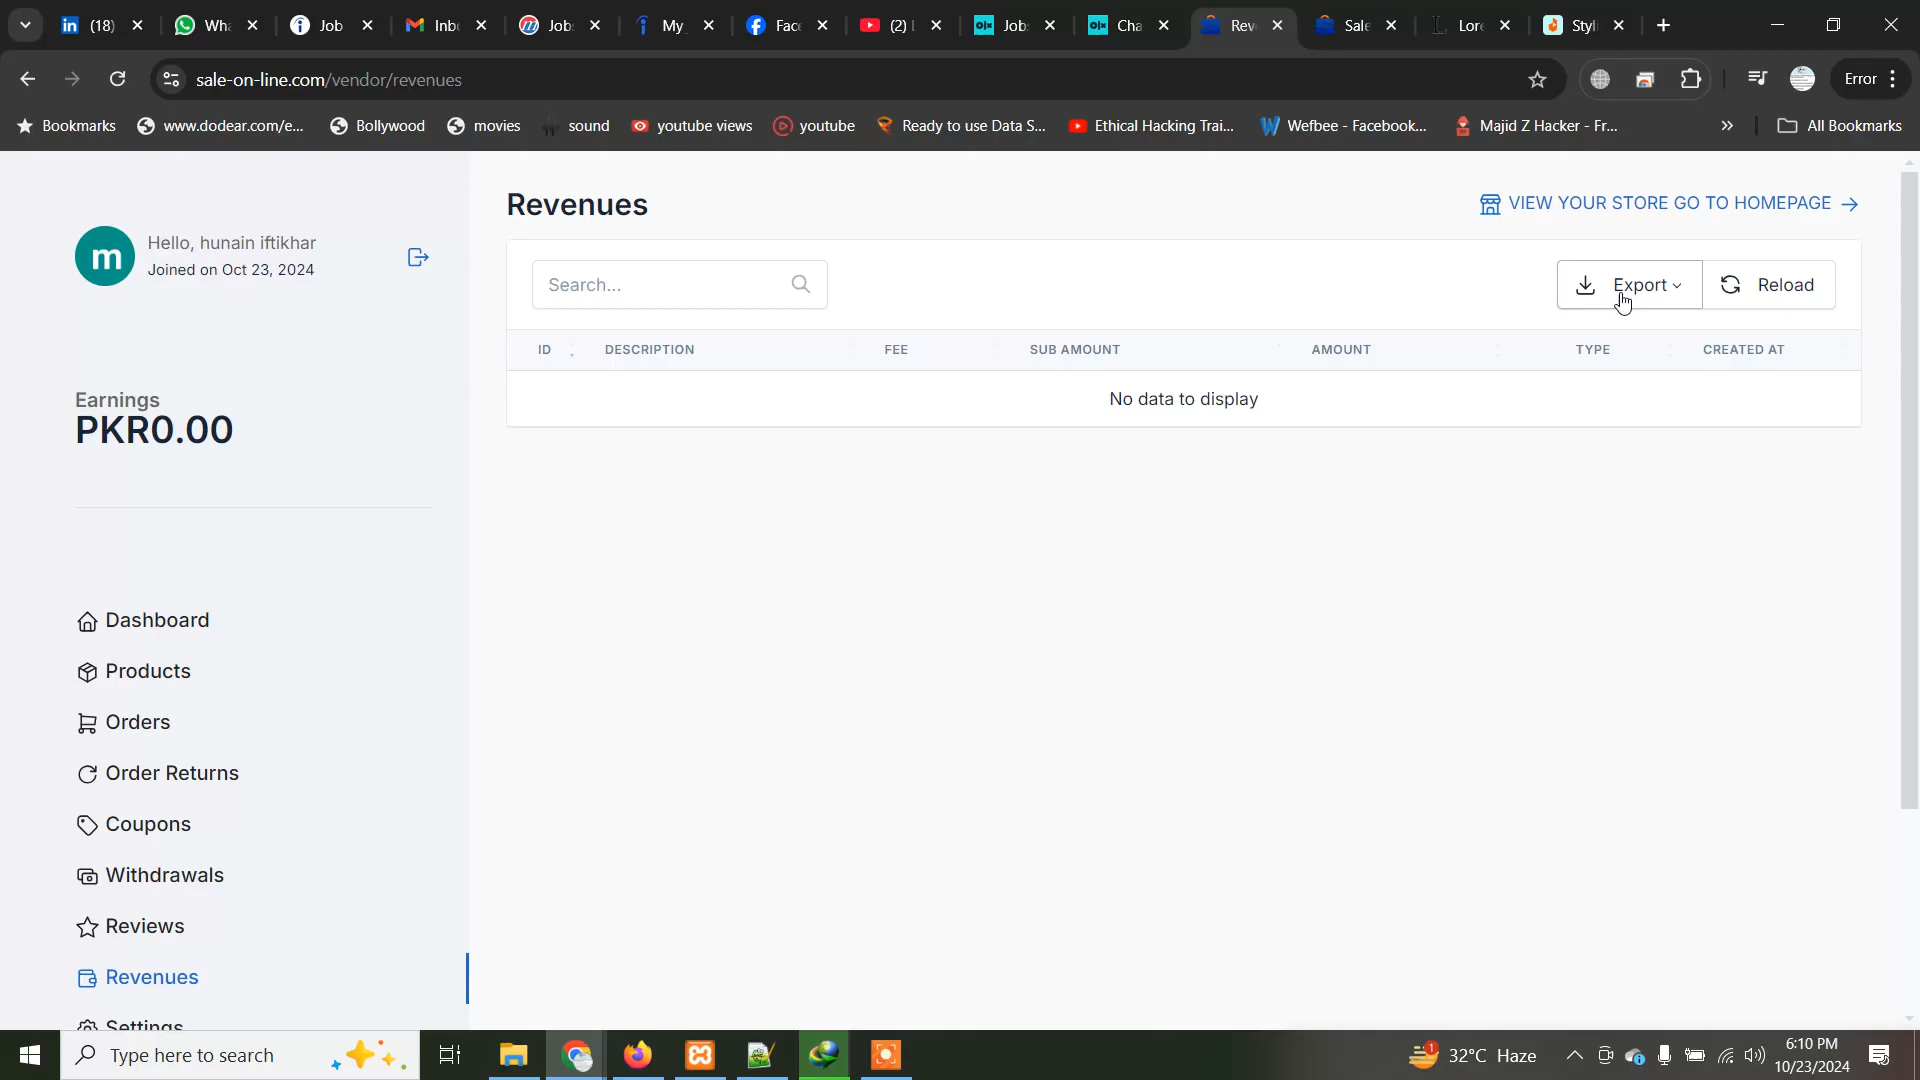 (18)
Wha
Job
Inb
Job
My
Face
(2) L
Job
Cha
Rev
Sale
Lore
Styli
sale-on-line.com/vendor/revenues
Error
Bookmarks
www.dodear.com/e...
Bollywood
movies
sound
youtube views
youtube
Ready to use Data S...
Ethical Hacking Trai...
Wefbee - Facebook...
Majid Z Hacker - Fr...
All Bookmarks
m
Hello, hunain iftikhar
Joined on Oct 23, 2024
Earnings
PKR0.00
Dashboard
Products
Orders
Order Returns
Coupons
Withdrawals
Reviews
Revenues
Settings
Revenues
VIEW YOUR STORE GO TO HOMEPAGE
Search...
Export
Reload
ID DESCRIPTION FEE SUB AMOUNT AMOUNT TYPE CREATED AT
No data to display
Type here to search
1
32°C Haze
6:10 PM
10/23/2024